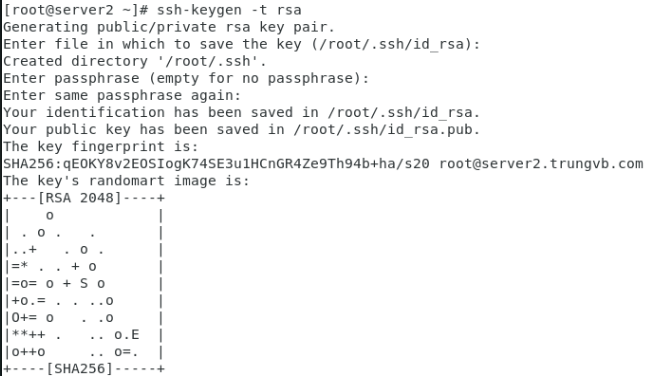 [root@server2 ~]# ssh-keygen -t rsa
Generating public/private rsa key pair.
Enter file in which to save the key (/root/.ssh/id_rsa):
Created directory '/root/.ssh'.
Enter passphrase (empty for no passphrase):
Enter same passphrase again:
Your identification has been saved in /root/.ssh/id_rsa.
Your public key has been saved in /root/.ssh/id_rsa.pub.
The key fingerprint is:
SHA256:qEOKY8v2EOSIogK74SE3u1HCnGR4Ze9Th94b+ha/s20 root@server2.trungvb.com
The key's randomart image is:
+---[RSA 2048]----+
|    o            |
| . o .   .       |
|..+   . o .      |
|=* . . + o       |
|=o= o + S o      |
|+o.= . . ..o     |
|O+= o   . .o     |
|**++ .   .. o.E  |
|o++o     .. o=.  |
+----[SHA256]-----+